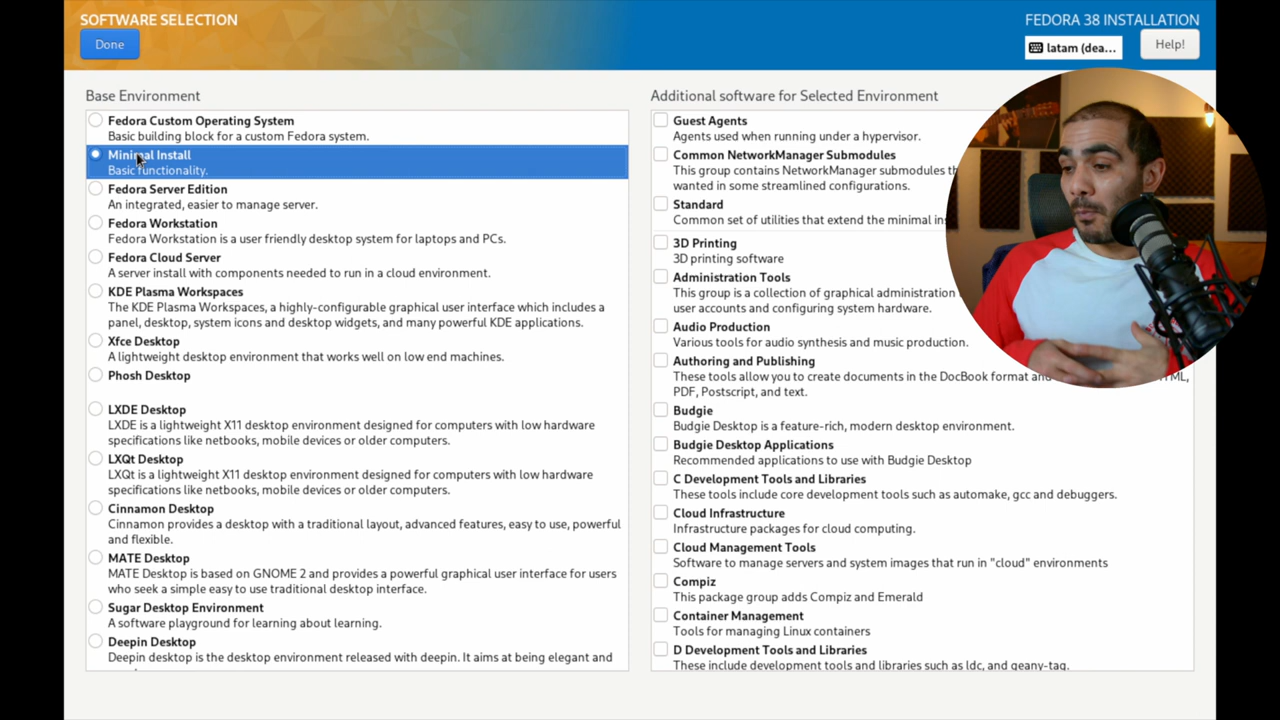 SOFTWARE SELECTION
FEDORA 38 INSTALLATION
Done
latam (dea...
Help!
Base Environment
Fedora Custom Operating System
Basic building block for a custom Fedora system.
Minimal Install
Basic functionality.
Fedora Server Edition
An integrated, easier to manage server.
Fedora Workstation
Fedora Workstation is a user friendly desktop system for laptops and PCs.
Fedora Cloud Server
A server install with components needed to run in a cloud environment.
KDE Plasma Workspaces
The KDE Plasma Workspaces, a highly-configurable graphical user interface which includes a
panel, desktop, system icons and desktop widgets, and many powerful KDE applications.
Xfce Desktop
A lightweight desktop environment that works well on low end machines.
Phosh Desktop
LXDE Desktop
LXDE is a lightweight X11 desktop environment designed for computers with low hardware
specifications like netbooks, mobile devices or older computers.
LXQt Desktop
LXQt is a lightweight X11 desktop environment designed for computers with low hardware
specifications like netbooks, mobile devices or older computers.
Cinnamon Desktop
Cinnamon provides a desktop with a traditional layout, advanced features, easy to use, powerful
and flexible.
MATE Desktop
MATE Desktop is based on GNOME 2 and provides a powerful graphical user interface for users
who seek a simple easy to use traditional desktop interface.
Sugar Desktop Environment
A software playground for learning about learning.
Deepin Desktop
Deepin desktop is the desktop environment released with deepin. It aims at being elegant and
Additional software for Selected Environment
Guest Agents
Agents used when running under a hypervisor.
Common NetworkManager Submodules
This group contains NetworkManager submodules
wanted in some streamlined configurations.
Standard
Common set of utilities that extend the minimal
3D Printing
3D printing software
Administration Tools
This group is a collection of graphical administration
user accounts and configuring system hardware.
Audio Production
Various tools for audio synthesis and music production.
Authoring and Publishing
These tools allow you to create documents in the DocBook format
PDF, Postscript, and text.
Budgie
Budgie Desktop is a feature-rich, modern desktop environment.
Budgie Desktop Applications
Recommended applications to use with Budgie Desktop
C Development Tools and Libraries
These tools include core development tools such as automake, gcc and debuggers.
Cloud Infrastructure
Infrastructure packages for cloud computing.
Cloud Management Tools
Software to manage servers and system images that run in "cloud" environments
Compiz
This package group adds Compiz and Emerald
Container Management
Tools for managing Linux containers
D Development Tools and Libraries
These include development tools and libraries such as ldc, and geany-tag.